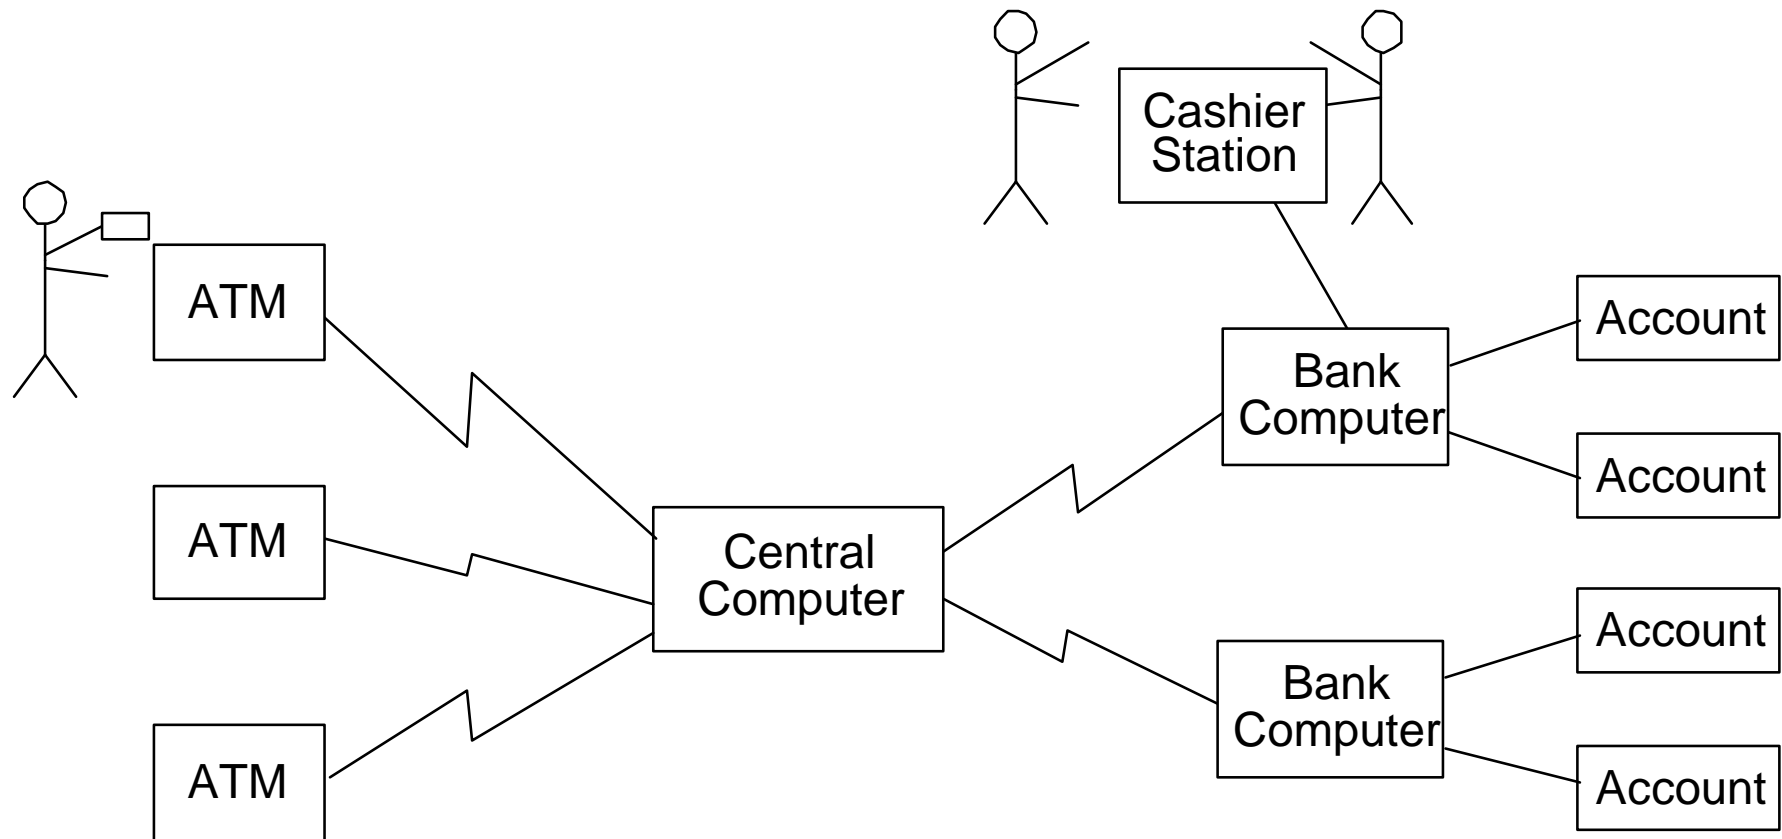 Cashier
Station
ATM
Account
Bank
Computer
Account
ATM
Central
Computer
Account
Bank
Computer
ATM
Account